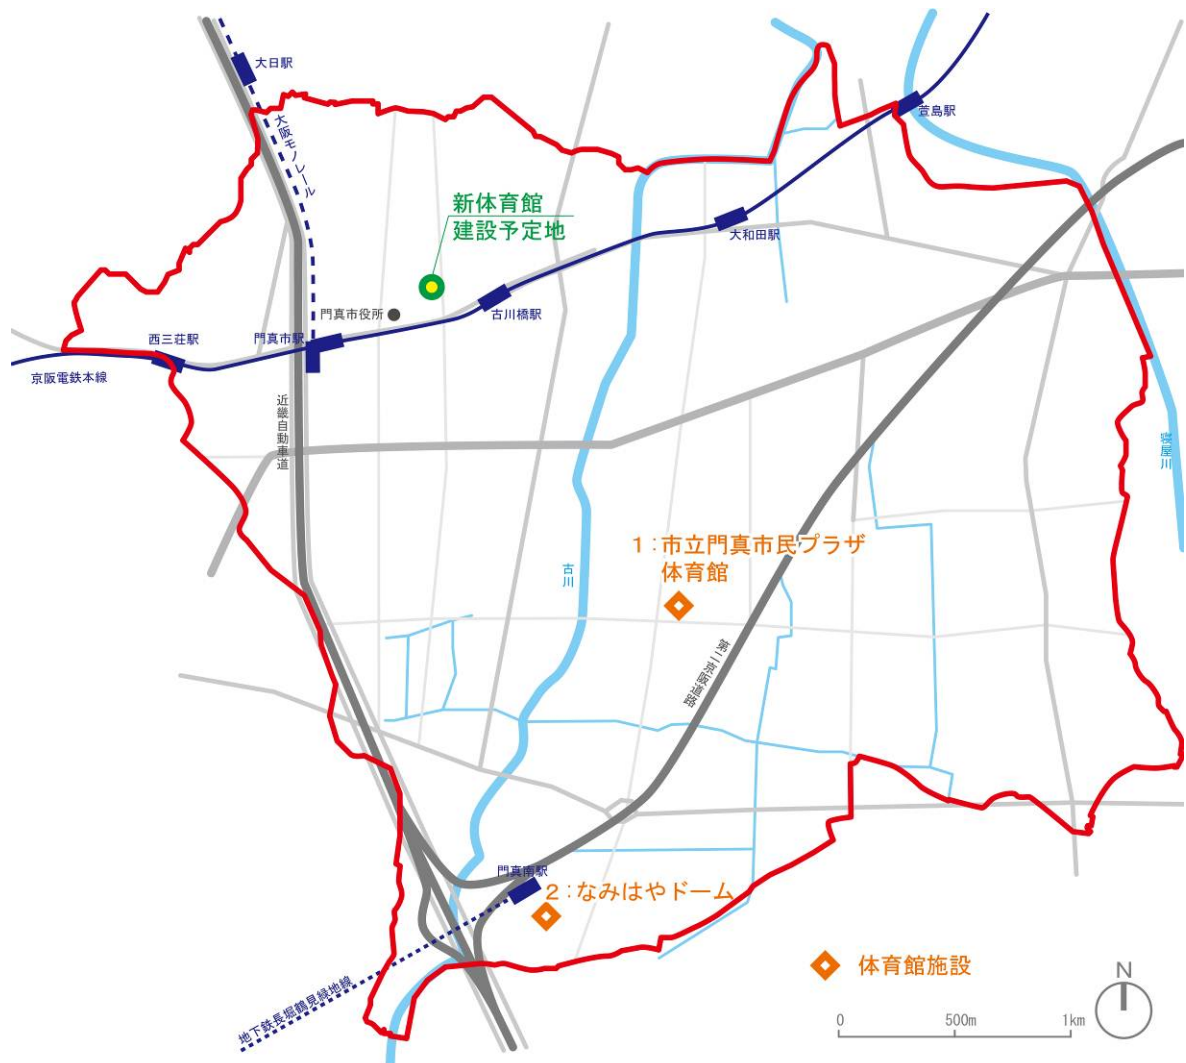 大日駅
大阪モノレール
萱島駅
新体育館
建設予定地
大和田駅
門真市役所
古川橋駅
西三荘駅
門真市駅
京阪電鉄本線
近畿自動車道
寝屋川
1:市立門真市民プラザ
体育館
古川
第二京阪道路
門真南駅
2:なみはやドーム
地下鉄長堀鶴見緑地線
体育館施設
N
0 500m 1km